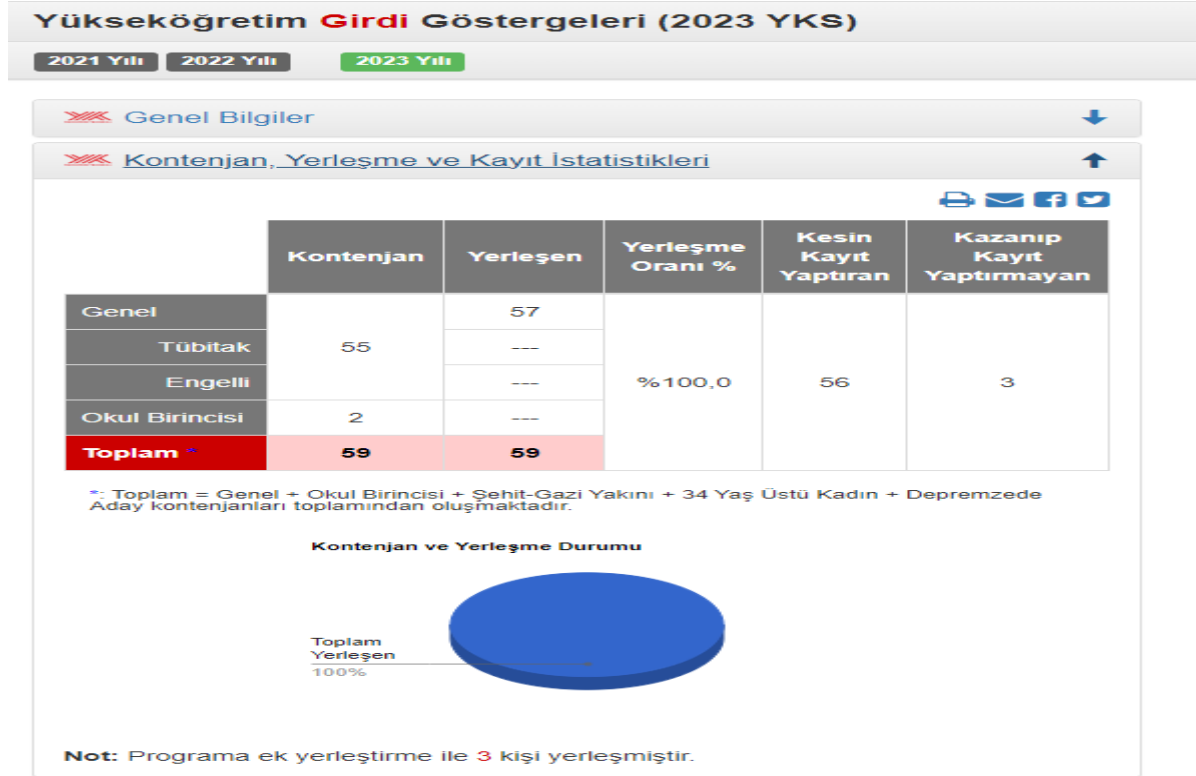 Yükseköğretim Girdi Göstergeleri (2023 YKS)
2021 Yılı 2022 Yılı 2023 Yılı
Genel Bilgiler
Kontenjan, Yerleşme ve Kayıt İstatistikleri
Kontenjan Yerleşen Yerleşme Oranı % Kesin Kayıt Yaptıran Kazanıp Kayıt Yaptırmayan
Genel 57
Tübitak 55 ---
Engelli --- %100,0 56 3
Okul Birincisi 2 ---
Toplam * 59 59
*: Toplam = Genel + Okul Birincisi + Şehit-Gazi Yakını + 34 Yaş Üstü Kadın + Depremzede
Aday kontenjanları toplamından oluşmaktadır.
Kontenjan ve Yerleşme Durumu
Toplam
Yerleşen
100%
Not: Programa ek yerleştirme ile 3 kişi yerleşmiştir.